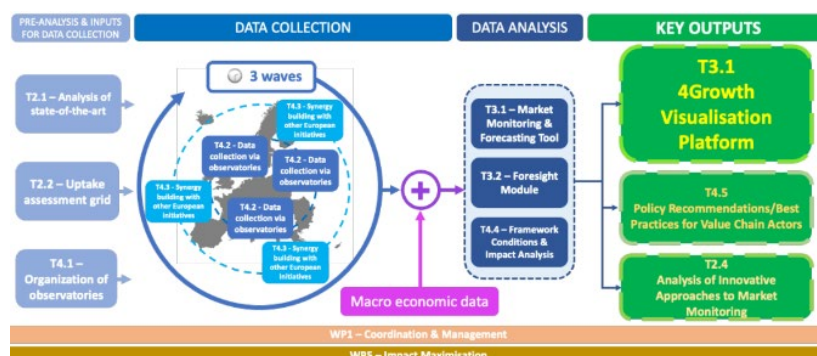 PRE-ANALYSIS & INPUTS
FOR DATA COLLECTION
DATA COLLECTION
DATA ANALYSIS
KEY OUTPUTS
T2.1 – Analysis of
state-of-the-art
T2.2 – Uptake
assessment grid
T4.1 –
Organization of
observatories
3 waves
T4.3 - Synergy
building with
other European
initiatives
T4.2 - Data
collection via
observatories
T4.2 - Data
collection via
observatories
T4.3 - Synergy
building with
other European
initiatives
T4.2 - Data
collection via
observatories
T4.3 - Synergy
building with
other European
initiatives
Macro economic data
T3.1 – Market
Monitoring &
Forecasting Tool
T3.2 – Foresight
Module
T4.4 – Framework
Conditions &
Impact Analysis
T3.1
4Growth
Visualisation
Platform
T4.5
Policy Recommendations/Best
Practices for Value Chain Actors
T2.4
Analysis of Innovative
Approaches to Market
Monitoring
WP1 – Coordination & Management
WP5 – Impact Maximisation